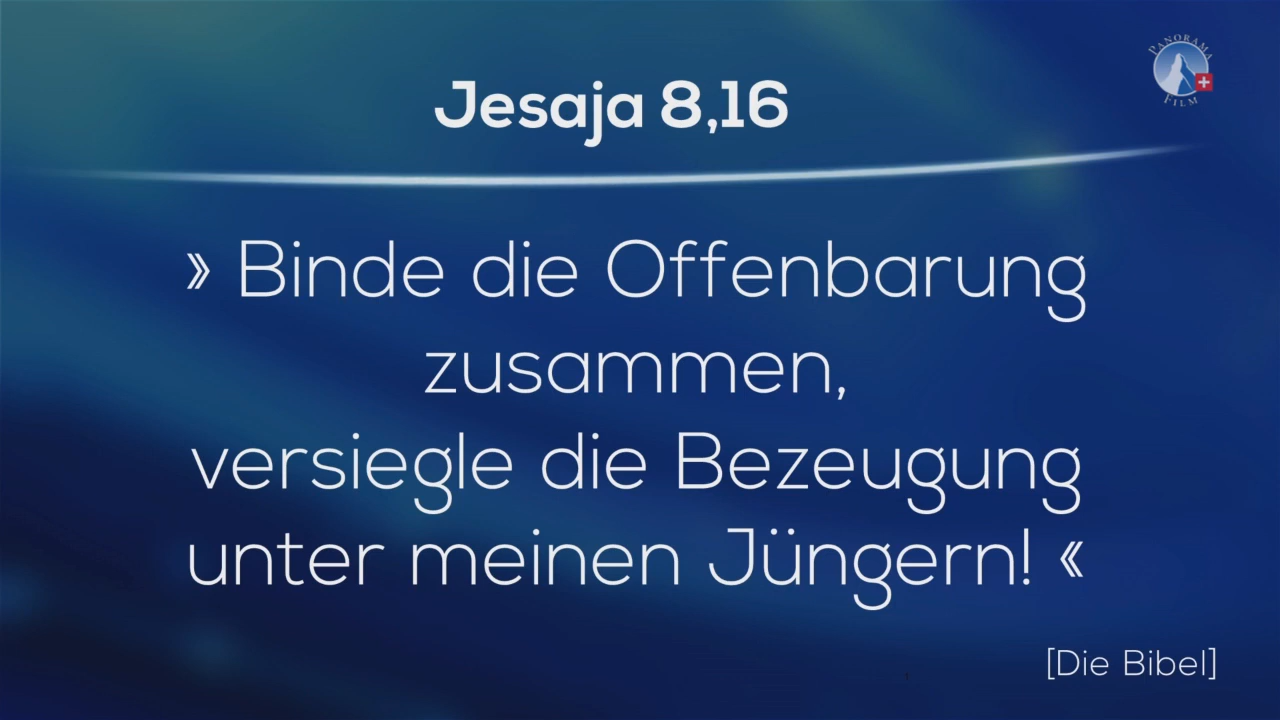 PANORAMA
FILM
Jesaja 8,16
» Binde die Offenbarung
zusammen,
versiegle die Bezeugung
unter meinen Jüngern! «
[Die Bibel]